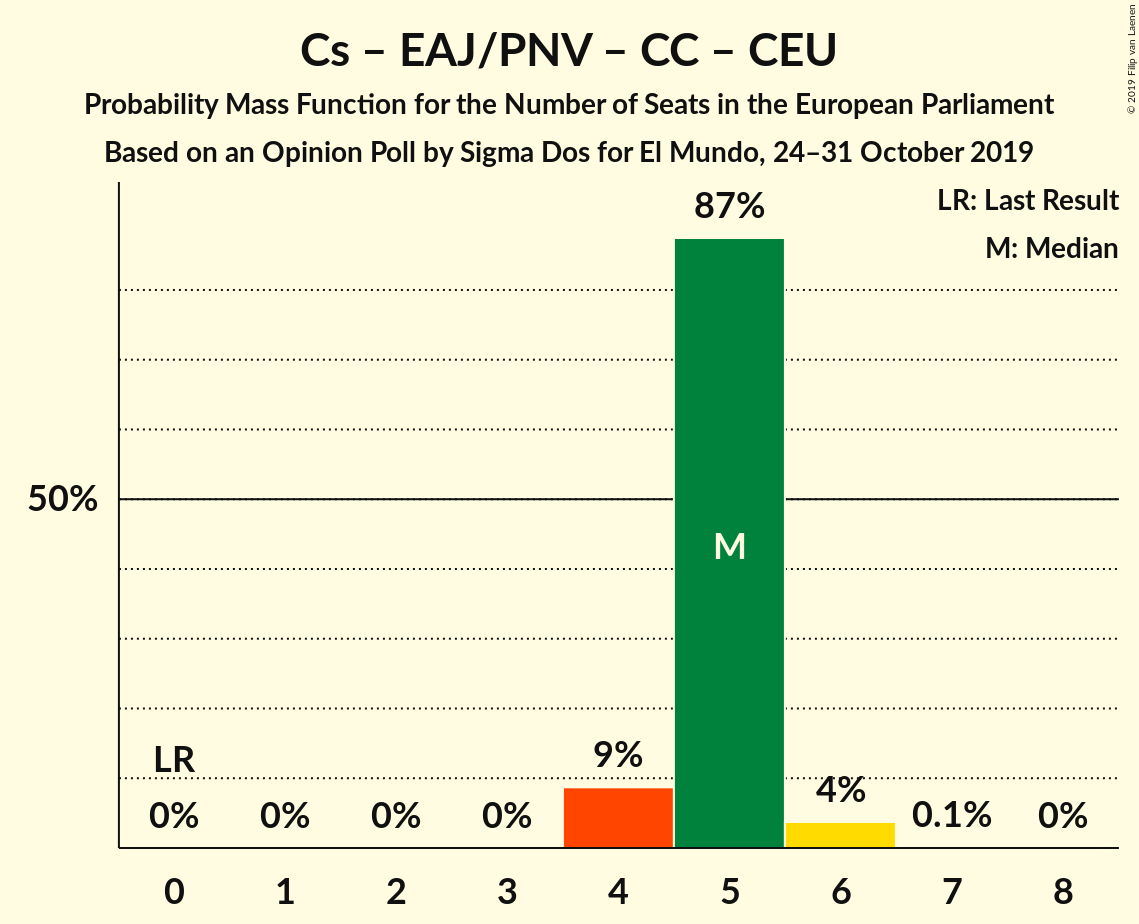 Cs – EAJ/PNV – CC – CEU
Probability Mass Function for the Number of Seats in the European Parliament
Based on an Opinion Poll by Sigma Dos for El Mundo, 24–31 October 2019
© 2019 Filip van Laenen
LR: Last Result
M: Median
87%
50%
M
LR
9%
4%
0% 0% 0% 0% 0.1% 0%
0 1 2 3 4 5 6 7 8